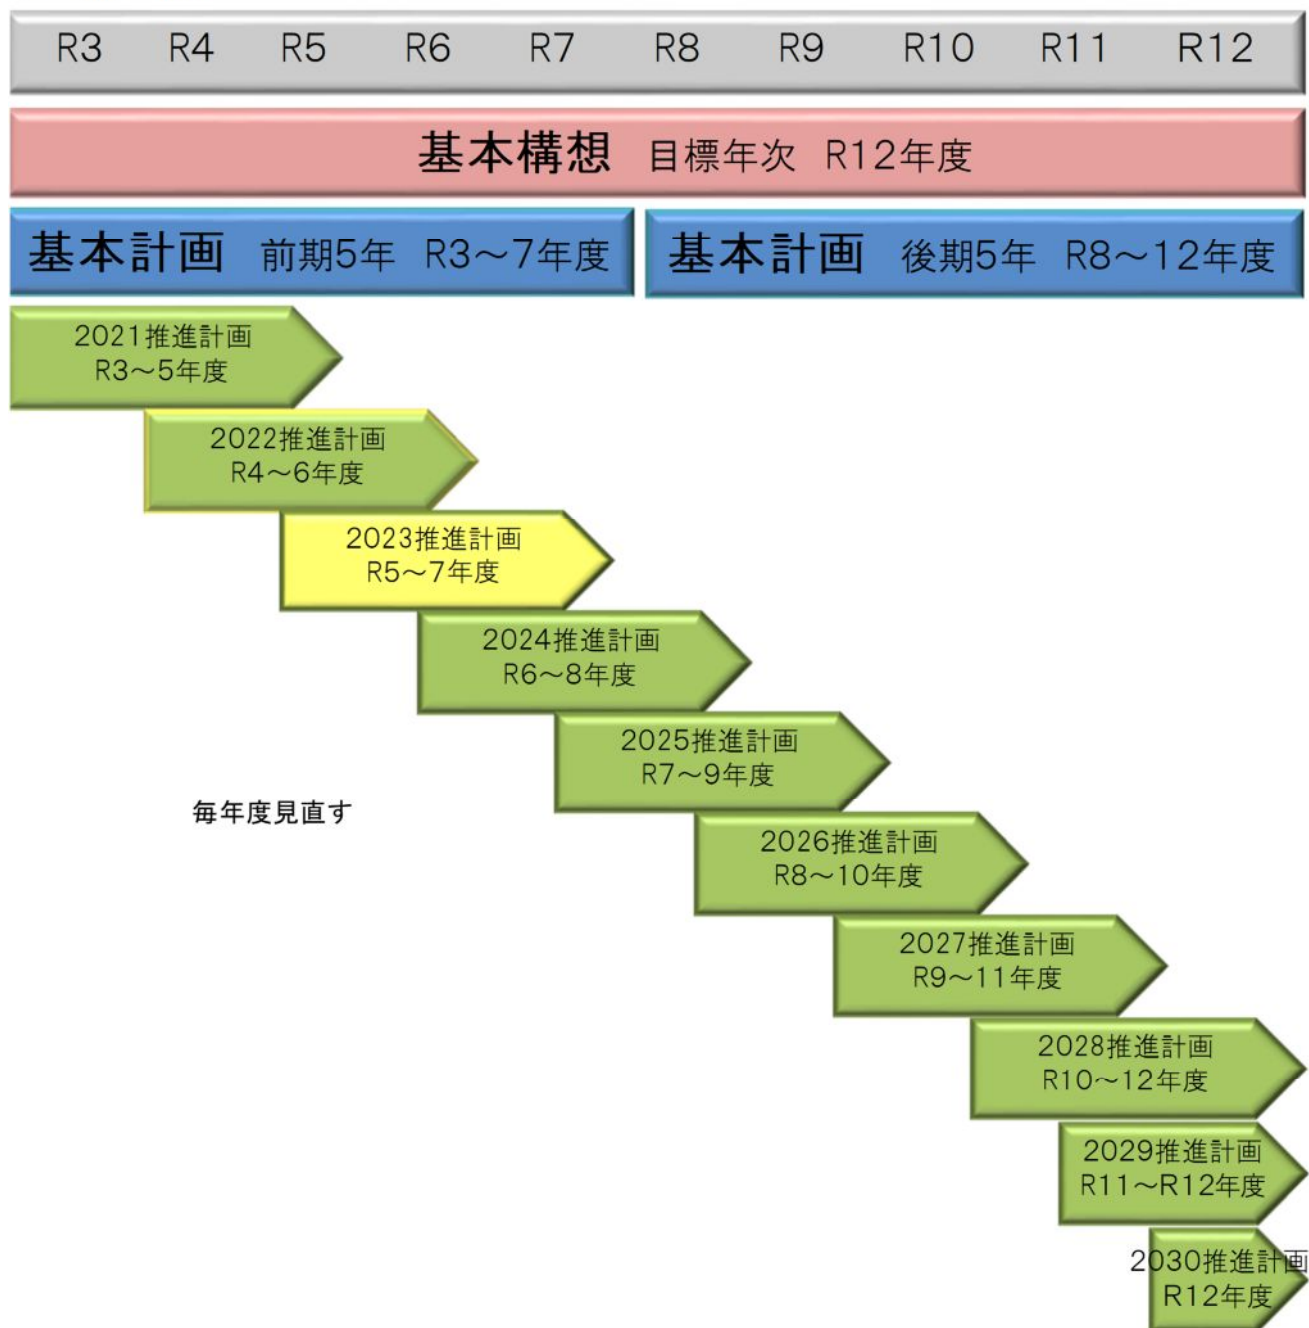 R3 R4 R5 R6 R7 R8 R9 R10 R11 R12
基本構想 目標年次 R12年度
基本計画 前期5年 R3～7年度
基本計画 後期5年 R8～12年度
2021推進計画
R3～5年度
2022推進計画
R4～6年度
2023推進計画
R5～7年度
2024推進計画
R6～8年度
2025推進計画
R7～9年度
毎年度見直す
2026推進計画
R8～10年度
2027推進計画
R9～11年度
2028推進計画
R10～12年度
2029推進計画
R11～R12年度
2030推進計画
R12年度